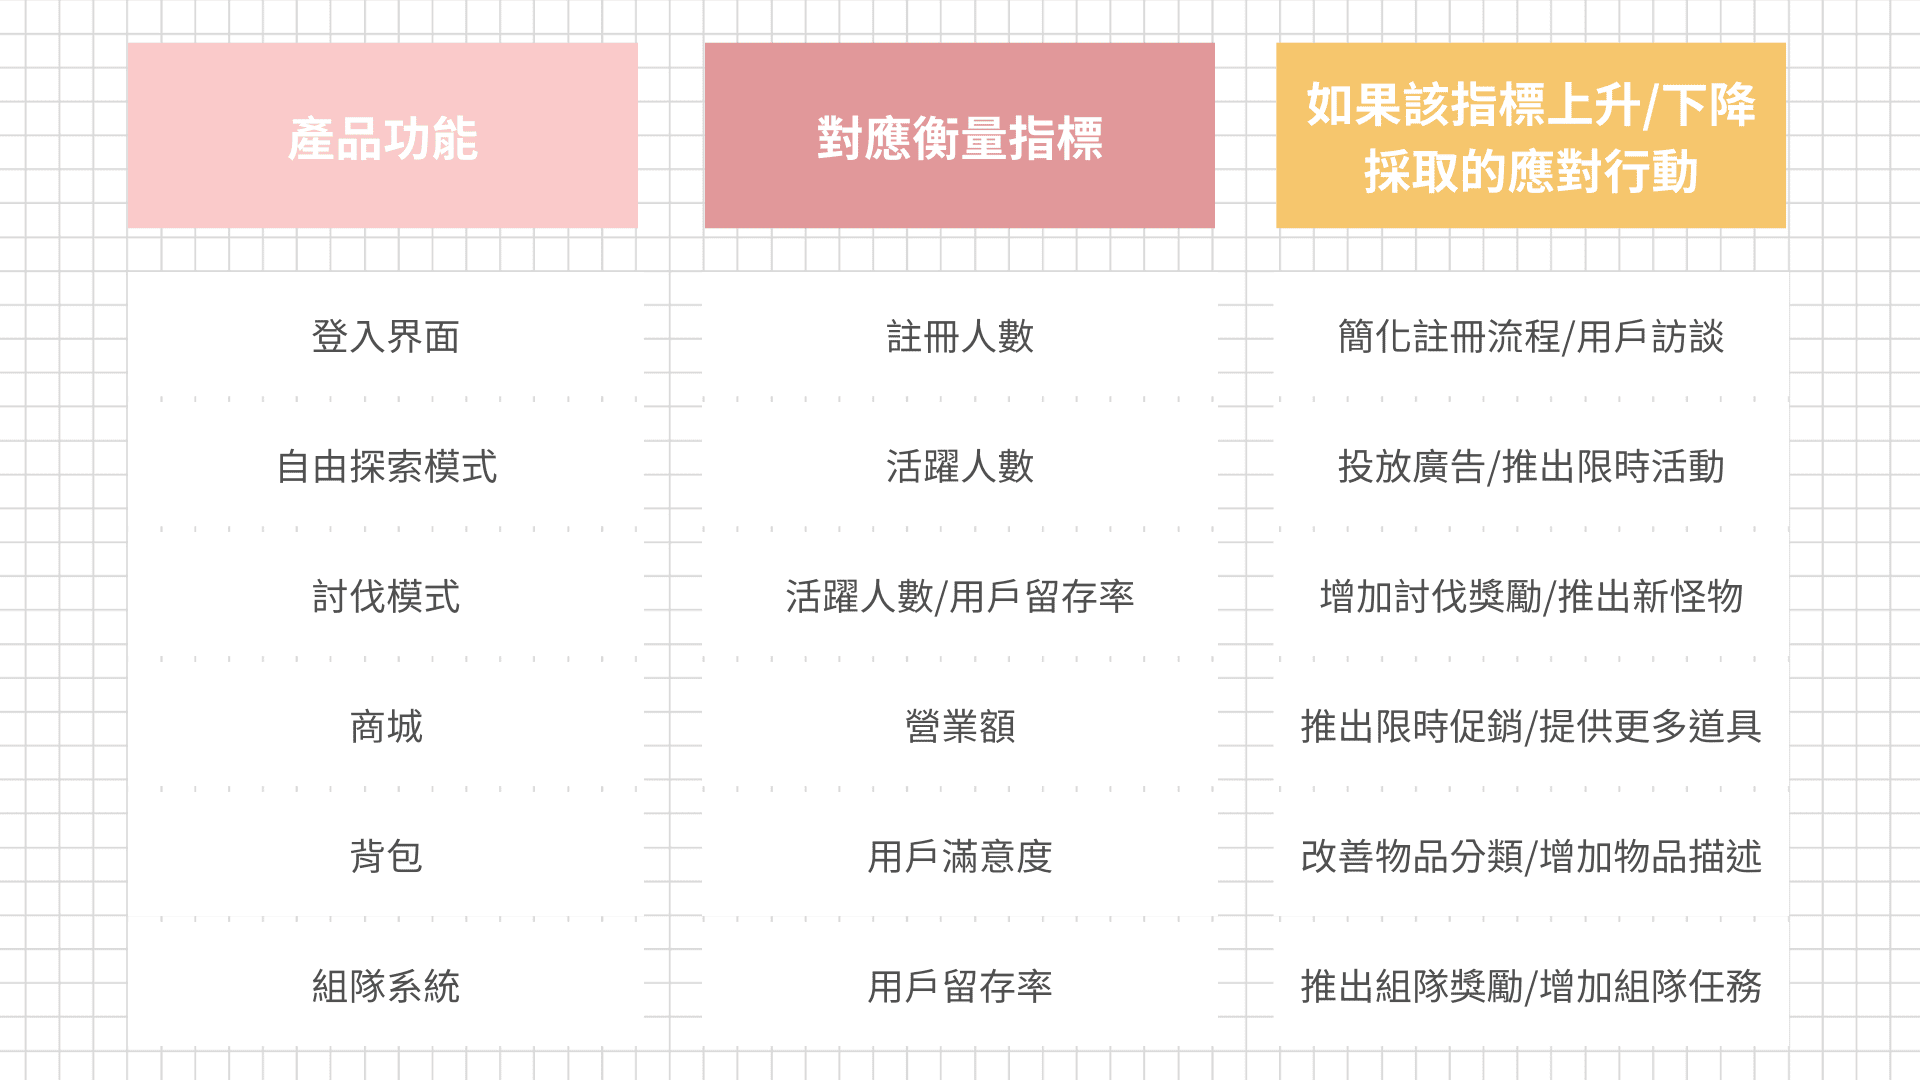 產品功能
對應衡量指標
如果該指標上升/下降
採取的應對行動
登入界面
註冊人數
簡化註冊流程/用戶訪談
自由探索模式
活躍人數
投放廣告/推出限時活動
討伐模式
活躍人數/用戶留存率
增加討伐獎勵/推出新怪物
商城
營業額
推出限時促銷/提供更多道具
背包
用戶滿意度
改善物品分類/增加物品描述
組隊系統
用戶留存率
推出組隊獎勵/增加組隊任務